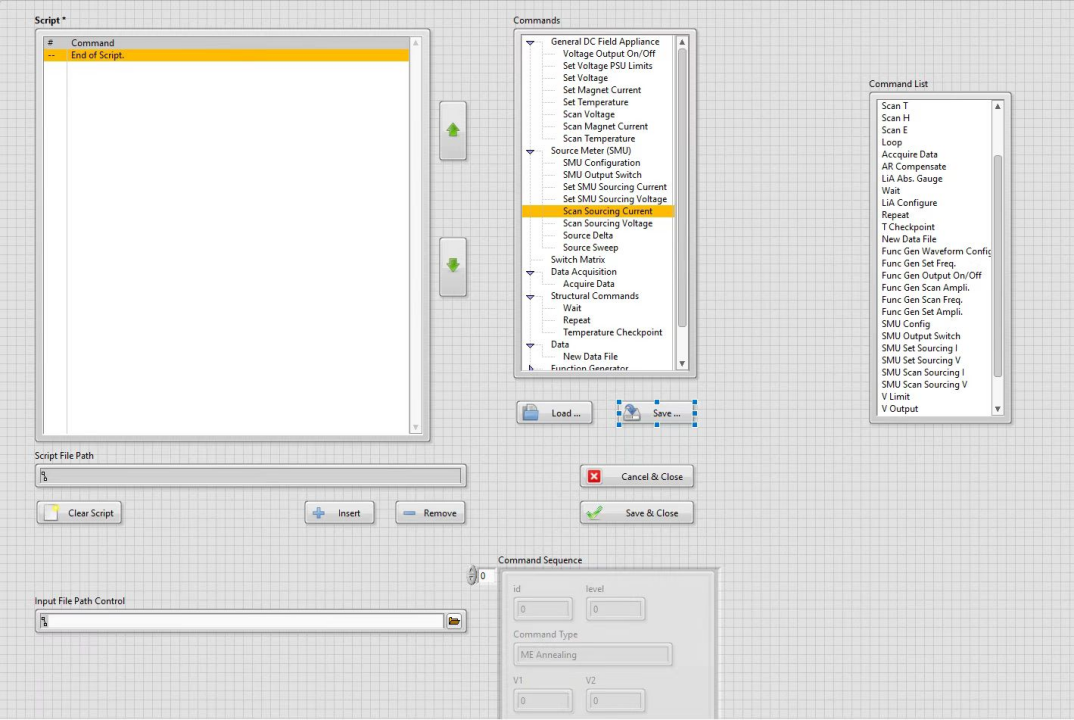 Script *
# Command
-- End of Script.
Commands
General DC Field Appliance
Voltage Output On/Off
Set Voltage PSU Limits
Set Voltage
Set Magnet Current
Set Temperature
Scan Voltage
Scan Magnet Current
Scan Temperature
Source Meter (SMU)
SMU Configuration
SMU Output Switch
Set SMU Sourcing Current
Set SMU Sourcing Voltage
Scan Sourcing Current
Scan Sourcing Voltage
Source Delta
Source Sweep
Switch Matrix
Data Acquisition
Acquire Data
Structural Commands
Wait
Repeat
Temperature Checkpoint
Data
New Data File
Function Generator
Command List
Scan T
Scan H
Scan E
Loop
Accquire Data
AR Compensate
LiA Abs. Gauge
Wait
LiA Configure
Repeat
T Checkpoint
New Data File
Func Gen Waveform Config
Func Gen Set Freq.
Func Gen Output On/Off
Func Gen Scan Ampli.
Func Gen Scan Freq.
Func Gen Set Ampli.
SMU Config
SMU Output Switch
SMU Set Sourcing I
SMU Set Sourcing V
SMU Scan Sourcing I
SMU Scan Sourcing V
V Limit
V Output
Load ...
Save ...
Script File Path
Cancel & Close
Clear Script
Insert
Remove
Save & Close
Command Sequence
0
id level
0 0
Command Type
ME Annealing
V1 V2
0 0
Input File Path Control